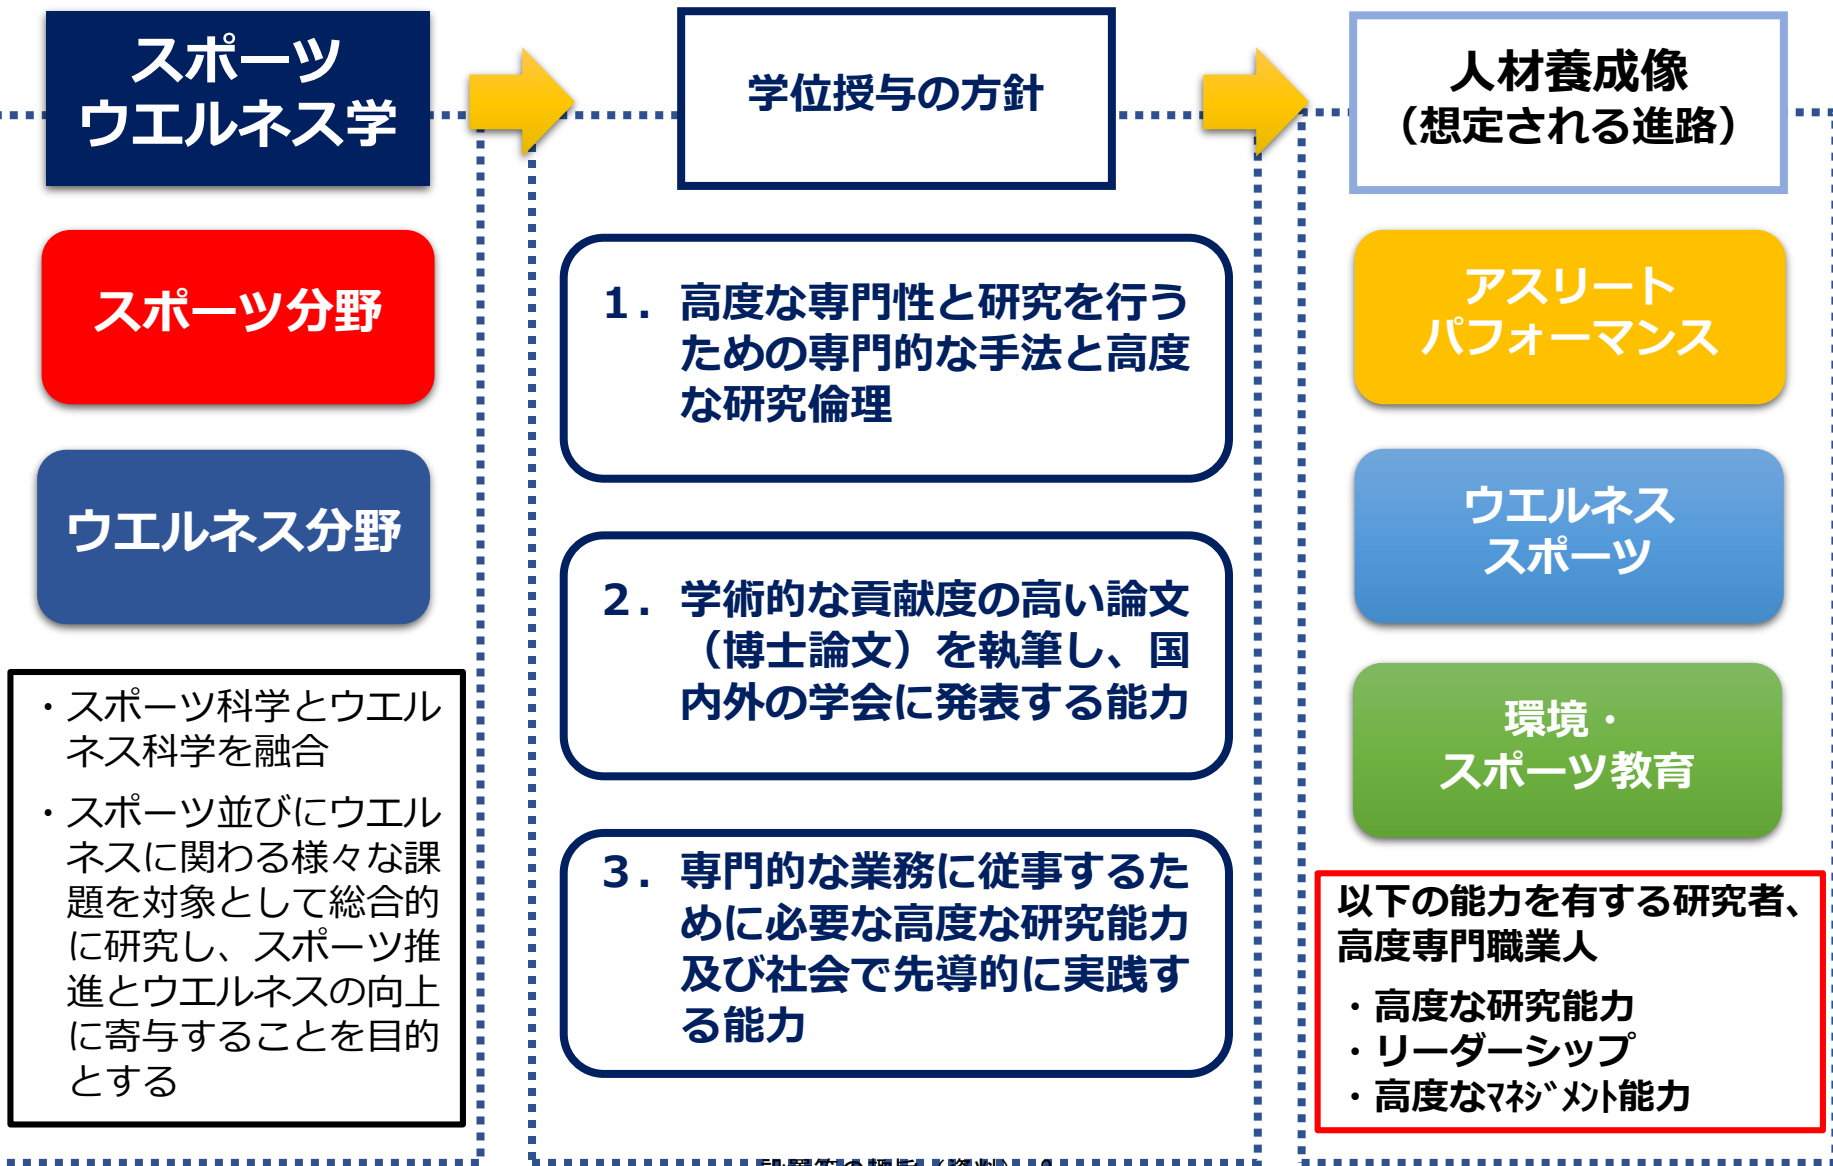 スポーツ
ウエルネス学
スポーツ分野
ウエルネス分野
・スポーツ科学とウエル
ネス科学を融合
・スポーツ並びにウエル
ネスに関わる様々な課
題を対象として総合的
に研究し、スポーツ推
進とウエルネスの向上
に寄与することを目的
とする
学位授与の方針
１．高度な専門性と研究を行う
ための専門的な手法と高度
な研究倫理
２．学術的な貢献度の高い論文
（博士論文）を執筆し、国
内外の学会に発表する能力
３．専門的な業務に従事するた
めに必要な高度な研究能力
及び社会で先導的に実践す
る能力
人材養成像
（想定される進路）
アスリート
パフォーマンス
ウエルネス
スポーツ
環境・
スポーツ教育
以下の能力を有する研究者、
高度専門職業人
・高度な研究能力
・リーダーシップ
・高度なﾏﾈｼﾞﾒﾝﾄ能力